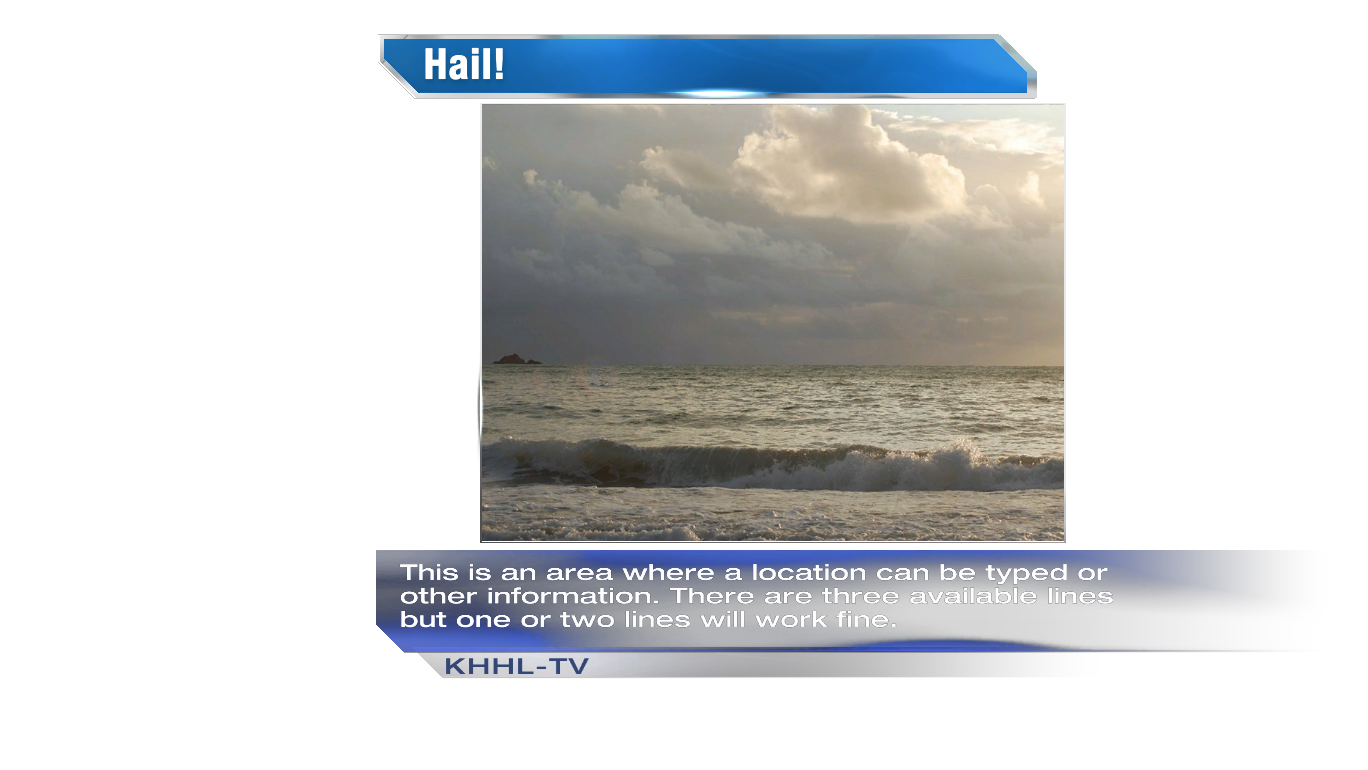 Hail!
This is an area where a location can be typed or
other information. There are three available lines
but one or two lines will work fine.
KHHL-TV